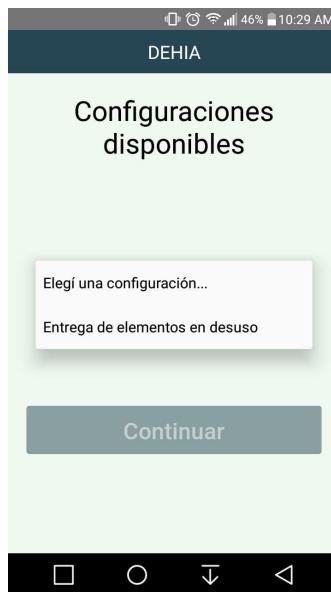 46% 10:29 AM
DEHIA
Configuraciones
disponibles
Elegí una configuración...
Entrega de elementos en desuso
Continuar